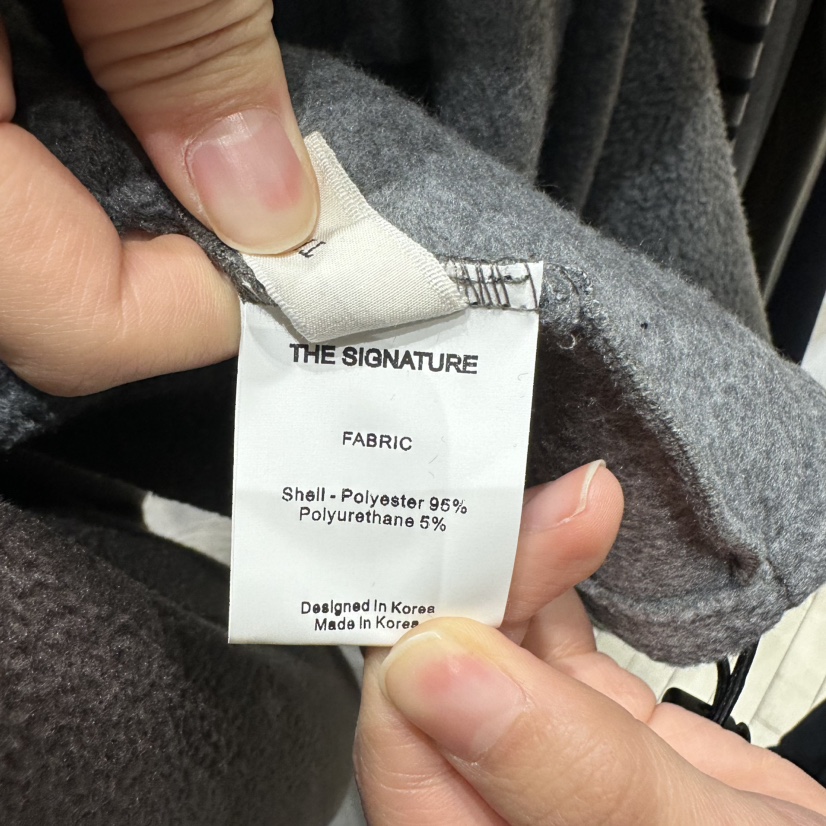 THE SIGNATURE
FABRIC
Shell - Polyester 95%
Polyurethane 5%
Designed In Korea
Made In Korea